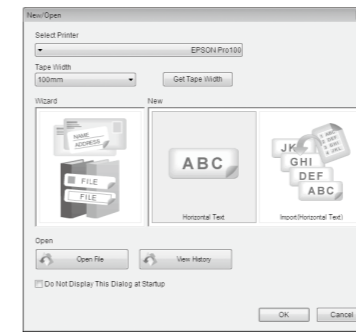 New/Open
Select Printer
EPSON Pro100
Tape Width
100mm
Get Tape Width
Wizard
New
NAME
ADDRESS
FILE
FILE
ABC
Horizontal Text
JK
GHI
DEF
ABC
Import(Horizontal Text)
Open
Open File
View History
Do Not Display This Dialog at Startup
OK
Cancel